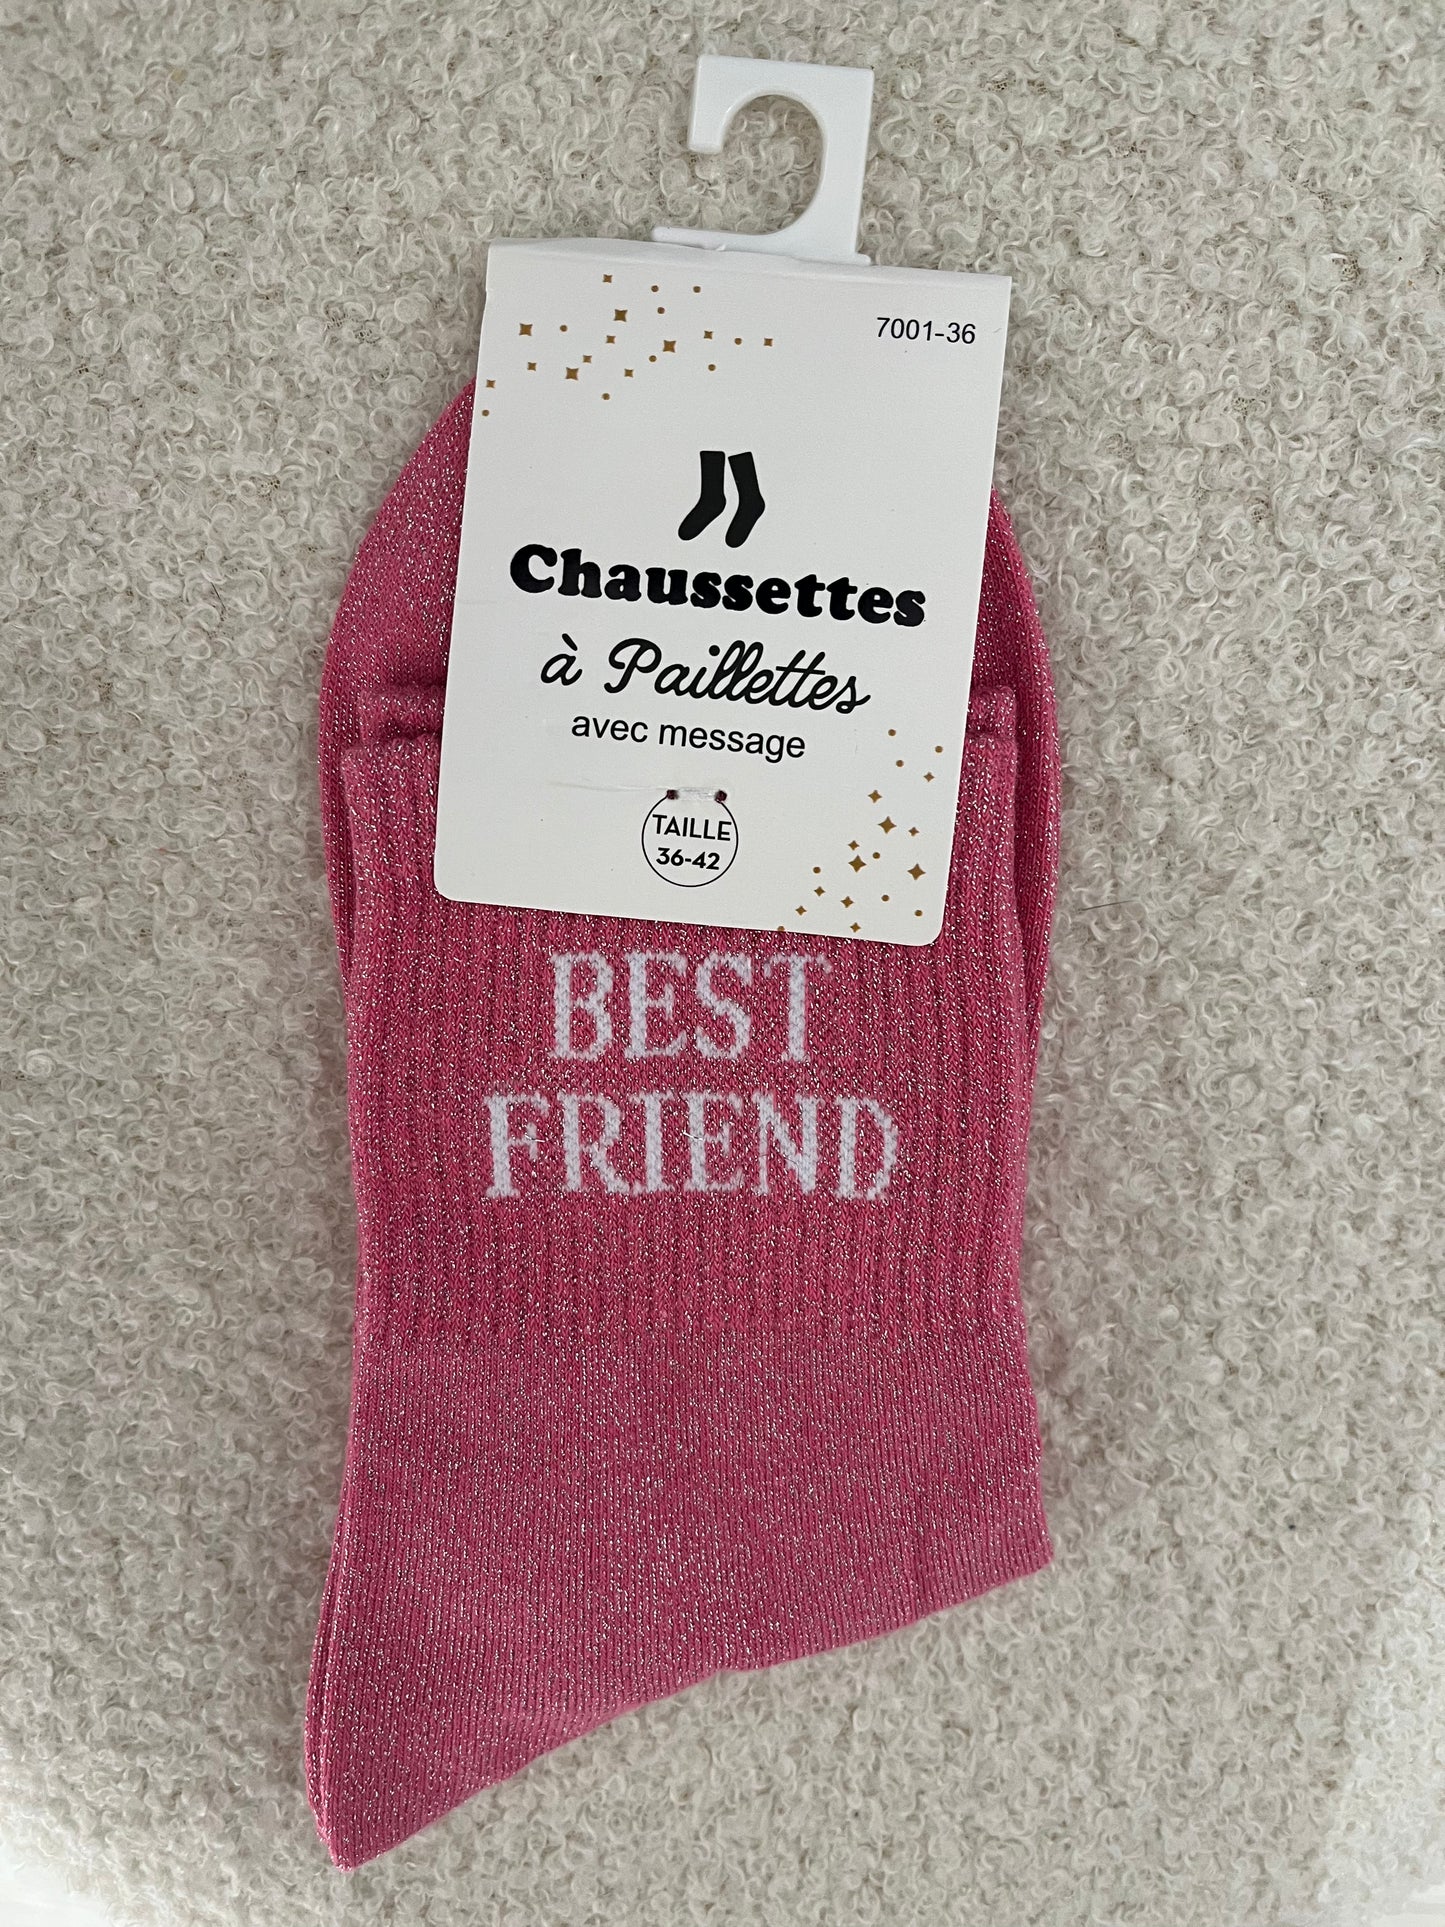 7001-36
Chaussettes
à Paillettes
avec message
TAILLE
36-42
BEST
FRIEND